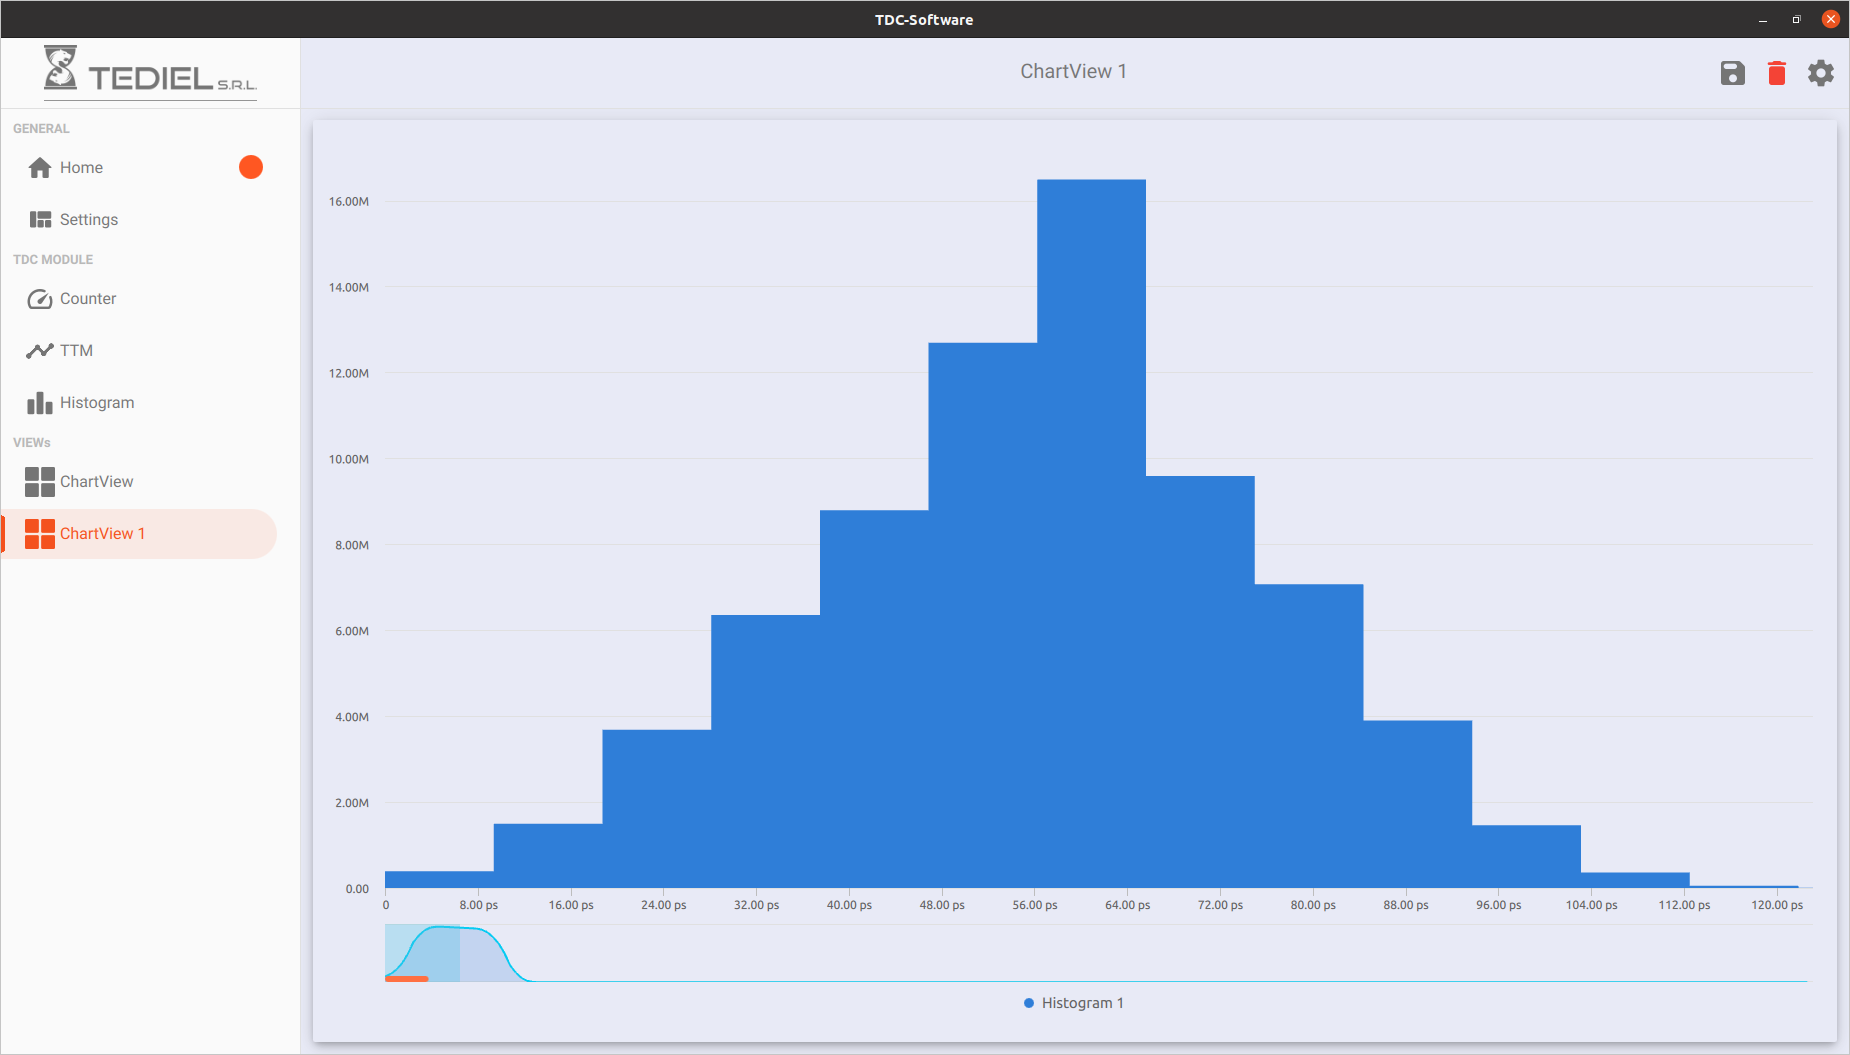 TDC-Software
TEDIEL S.R.L.
ChartView 1
GENERAL
Home
Settings
TDC MODULE
Counter
TTM
Histogram
VIEWs
ChartView
ChartView 1
16.00M
14.00M
12.00M
10.00M
8.00M
6.00M
4.00M
2.00M
0.00
0 8.00 ps 16.00 ps 24.00 ps 32.00 ps 40.00 ps 48.00 ps 56.00 ps 64.00 ps 72.00 ps 80.00 ps 88.00 ps 96.00 ps 104.00 ps 112.00 ps 120.00 ps
Histogram 1